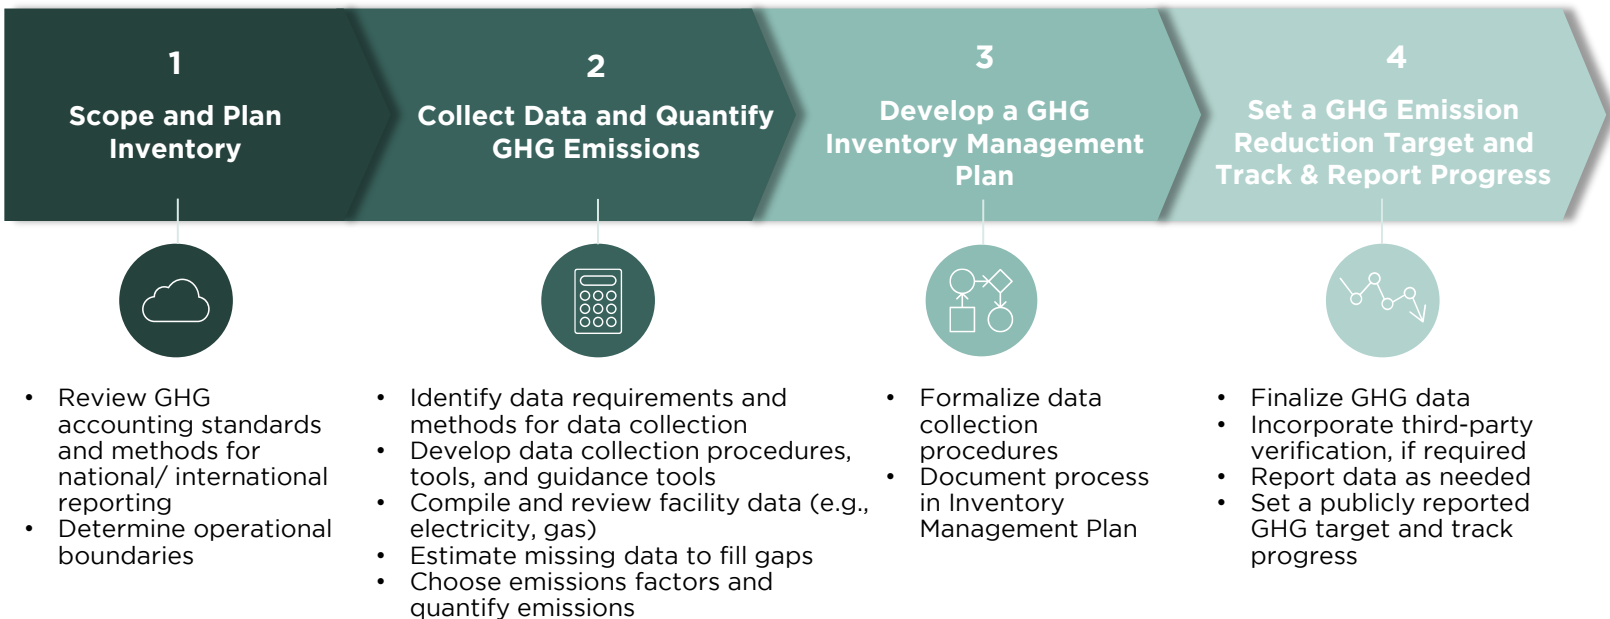 1
Scope and Plan
Inventory
2
Collect Data and Quantify
GHG Emissions
3
Develop a GHG
Inventory Management
Plan
4
Set a GHG Emission
Reduction Target and
Track & Report Progress
• Review GHG
accounting standards
and methods for
national/ international
reporting
• Determine operational
boundaries
• Identify data requirements and
methods for data collection
• Develop data collection procedures,
tools, and guidance tools
• Compile and review facility data (e.g.,
electricity, gas)
• Estimate missing data to fill gaps
• Choose emissions factors and
quantify emissions
• Formalize data
collection
procedures
• Document process
in Inventory
Management Plan
• Finalize GHG data
• Incorporate third-party
verification, if required
• Report data as needed
• Set a publicly reported
GHG target and track
progress